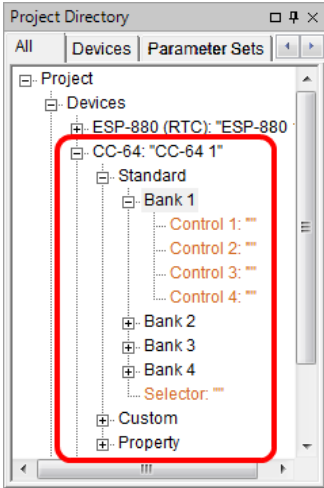 Project Directory
All Devices Parameter Sets
Project
Devices
ESP-880 (RTC): "ESP-880
CC-64: "CC-64 1"
Standard
Bank 1
Control 1: ""
Control 2: ""
Control 3: ""
Control 4: ""
Bank 2
Bank 3
Bank 4
Selector: ""
Custom
Property